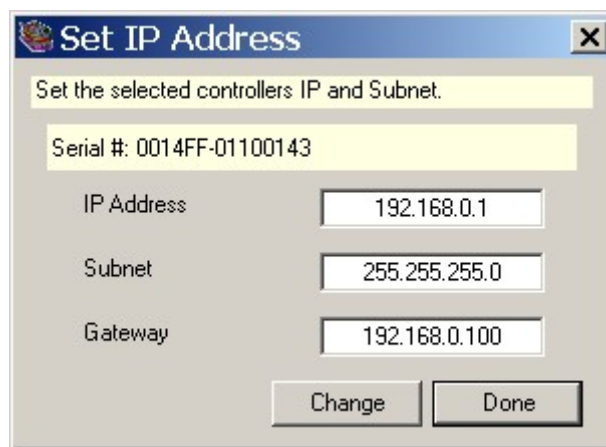 Set IP Address
Set the selected controllers IP and Subnet.
Serial #: 0014FF-01100143
IP Address 192.168.0.1
Subnet 255.255.255.0
Gateway 192.168.0.100
Change Done